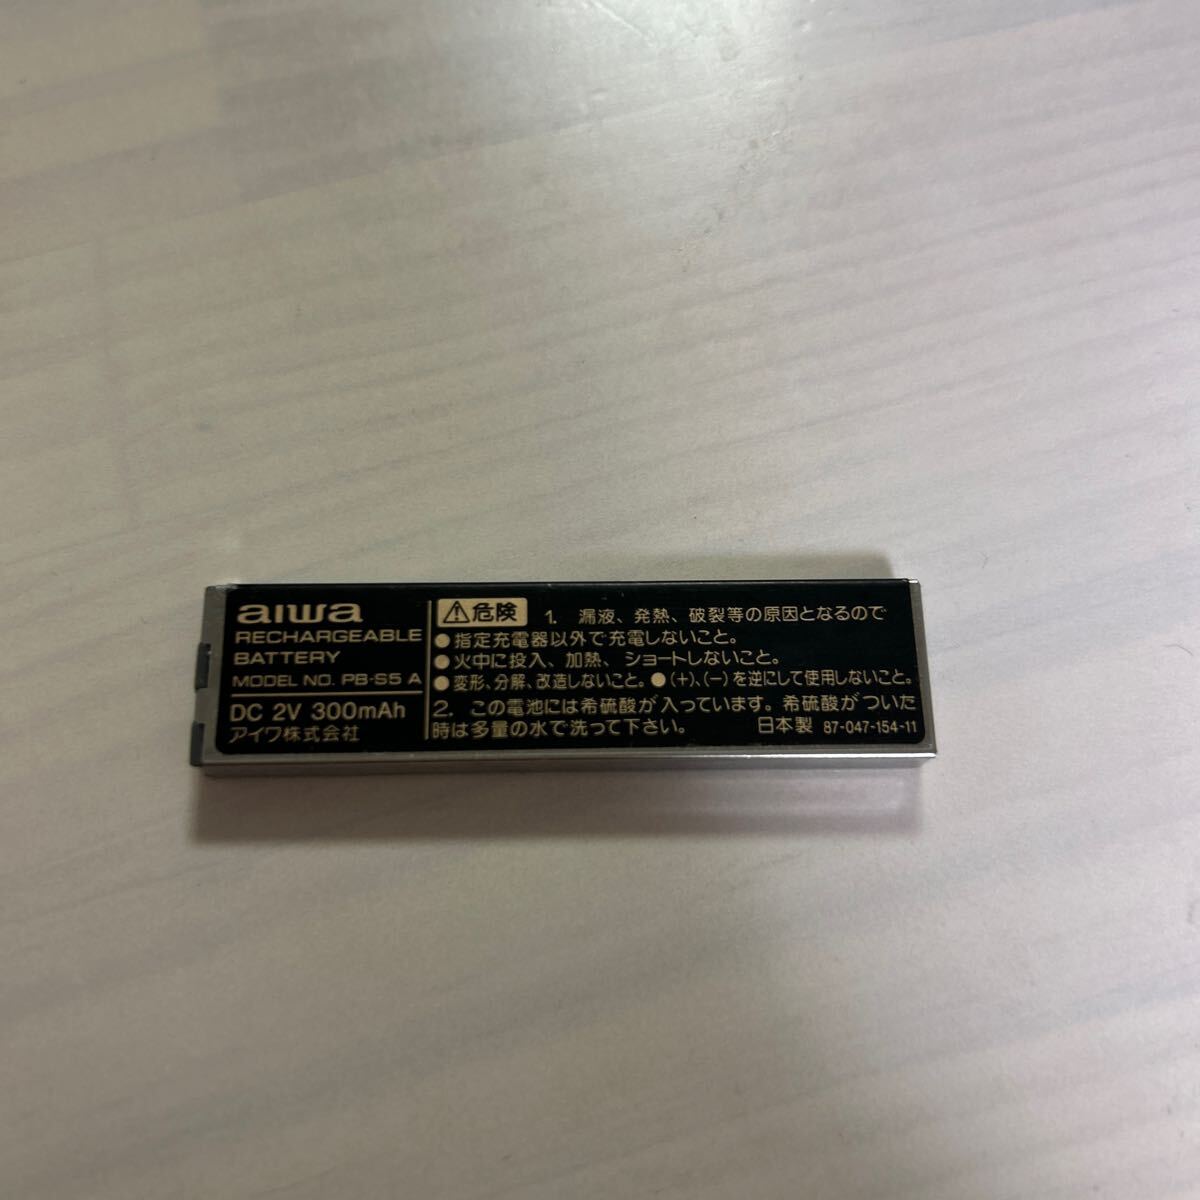 aiwa
RECHARGEABLE
BATTERY
MODEL NO. PB-S5 A
DC 2V 300mAh
アイワ株式会社
⚠危険 1. 漏液、発熱、破裂等の原因となるので
●指定充電器以外で充電しないこと。
●火中に投入、加熱、ショートしないこと。
●変形、分解、改造しないこと。●(+)、(−)を逆にして使用しないこと。
2. この電池には希硫酸が入っています。希硫酸がついた
時は多量の水で洗って下さい。 日本製 87-047-154-11